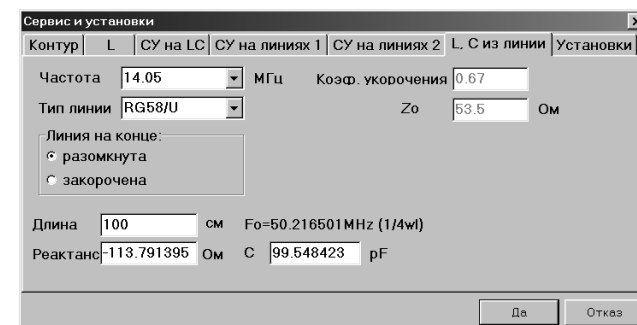 Сервис и установки
Контур L СУ на LC СУ на линиях 1 СУ на линиях 2 L, C из линии Установки
Частота 14.05 МГц Коэф. укорочения 0.67
Тип линии RG58/U Zo 53.5 Ом
Линия на конце:
разомкнута
закорочена
Длина 100 см Fo=50.216501MHz (1/4wl)
Реактанс -113.791395 Ом C 99.548423 pF
Да Отказ